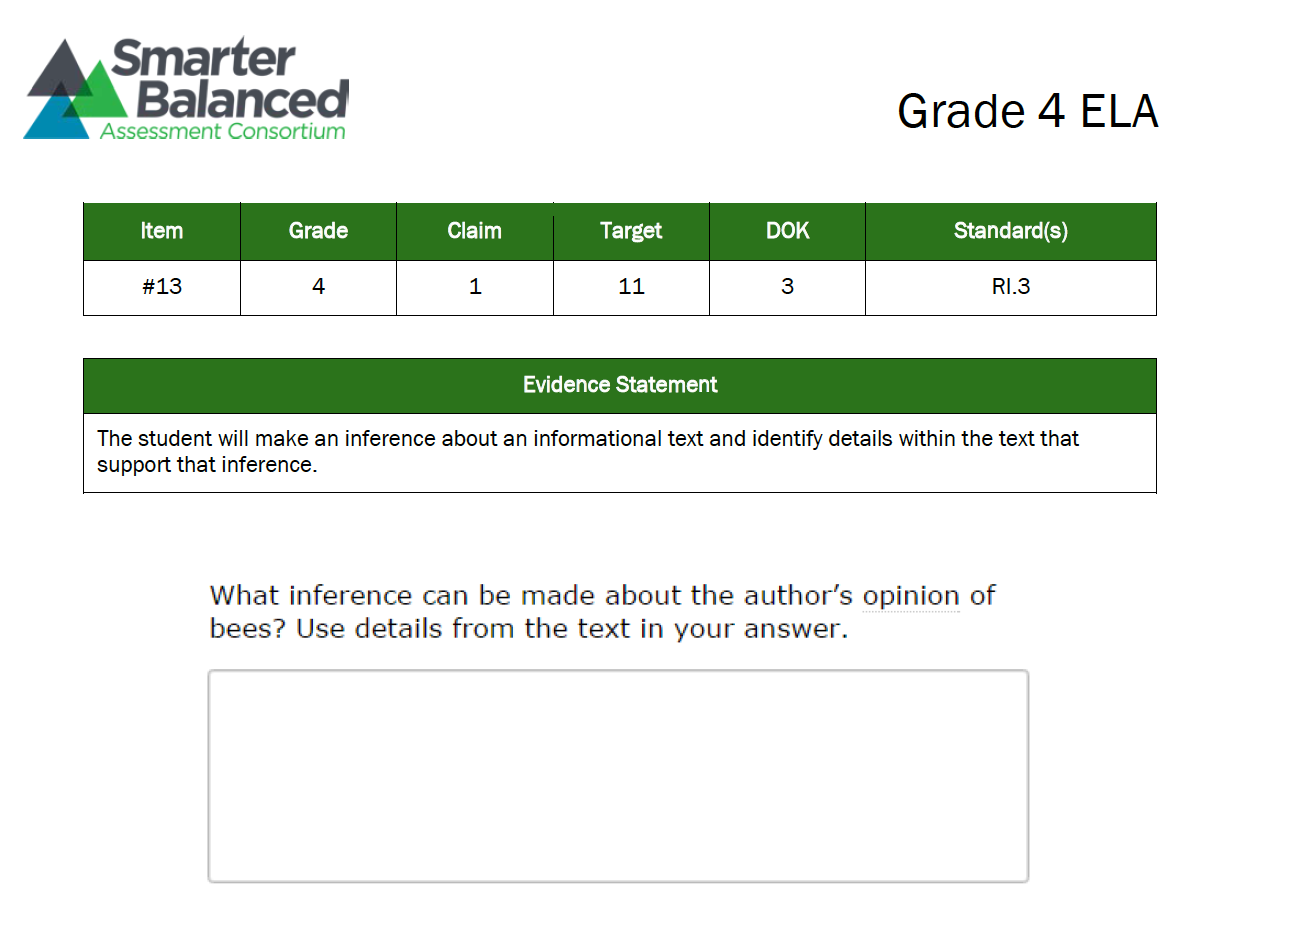 Smarter
Balanced
Assessment Consortium
Grade 4 ELA
Item Grade Claim Target DOK Standard(s)
#13 4 1 11 3 RI.3
Evidence Statement
The student will make an inference about an informational text and identify details within the text that
support that inference.
What inference can be made about the author’s opinion of
bees? Use details from the text in your answer.